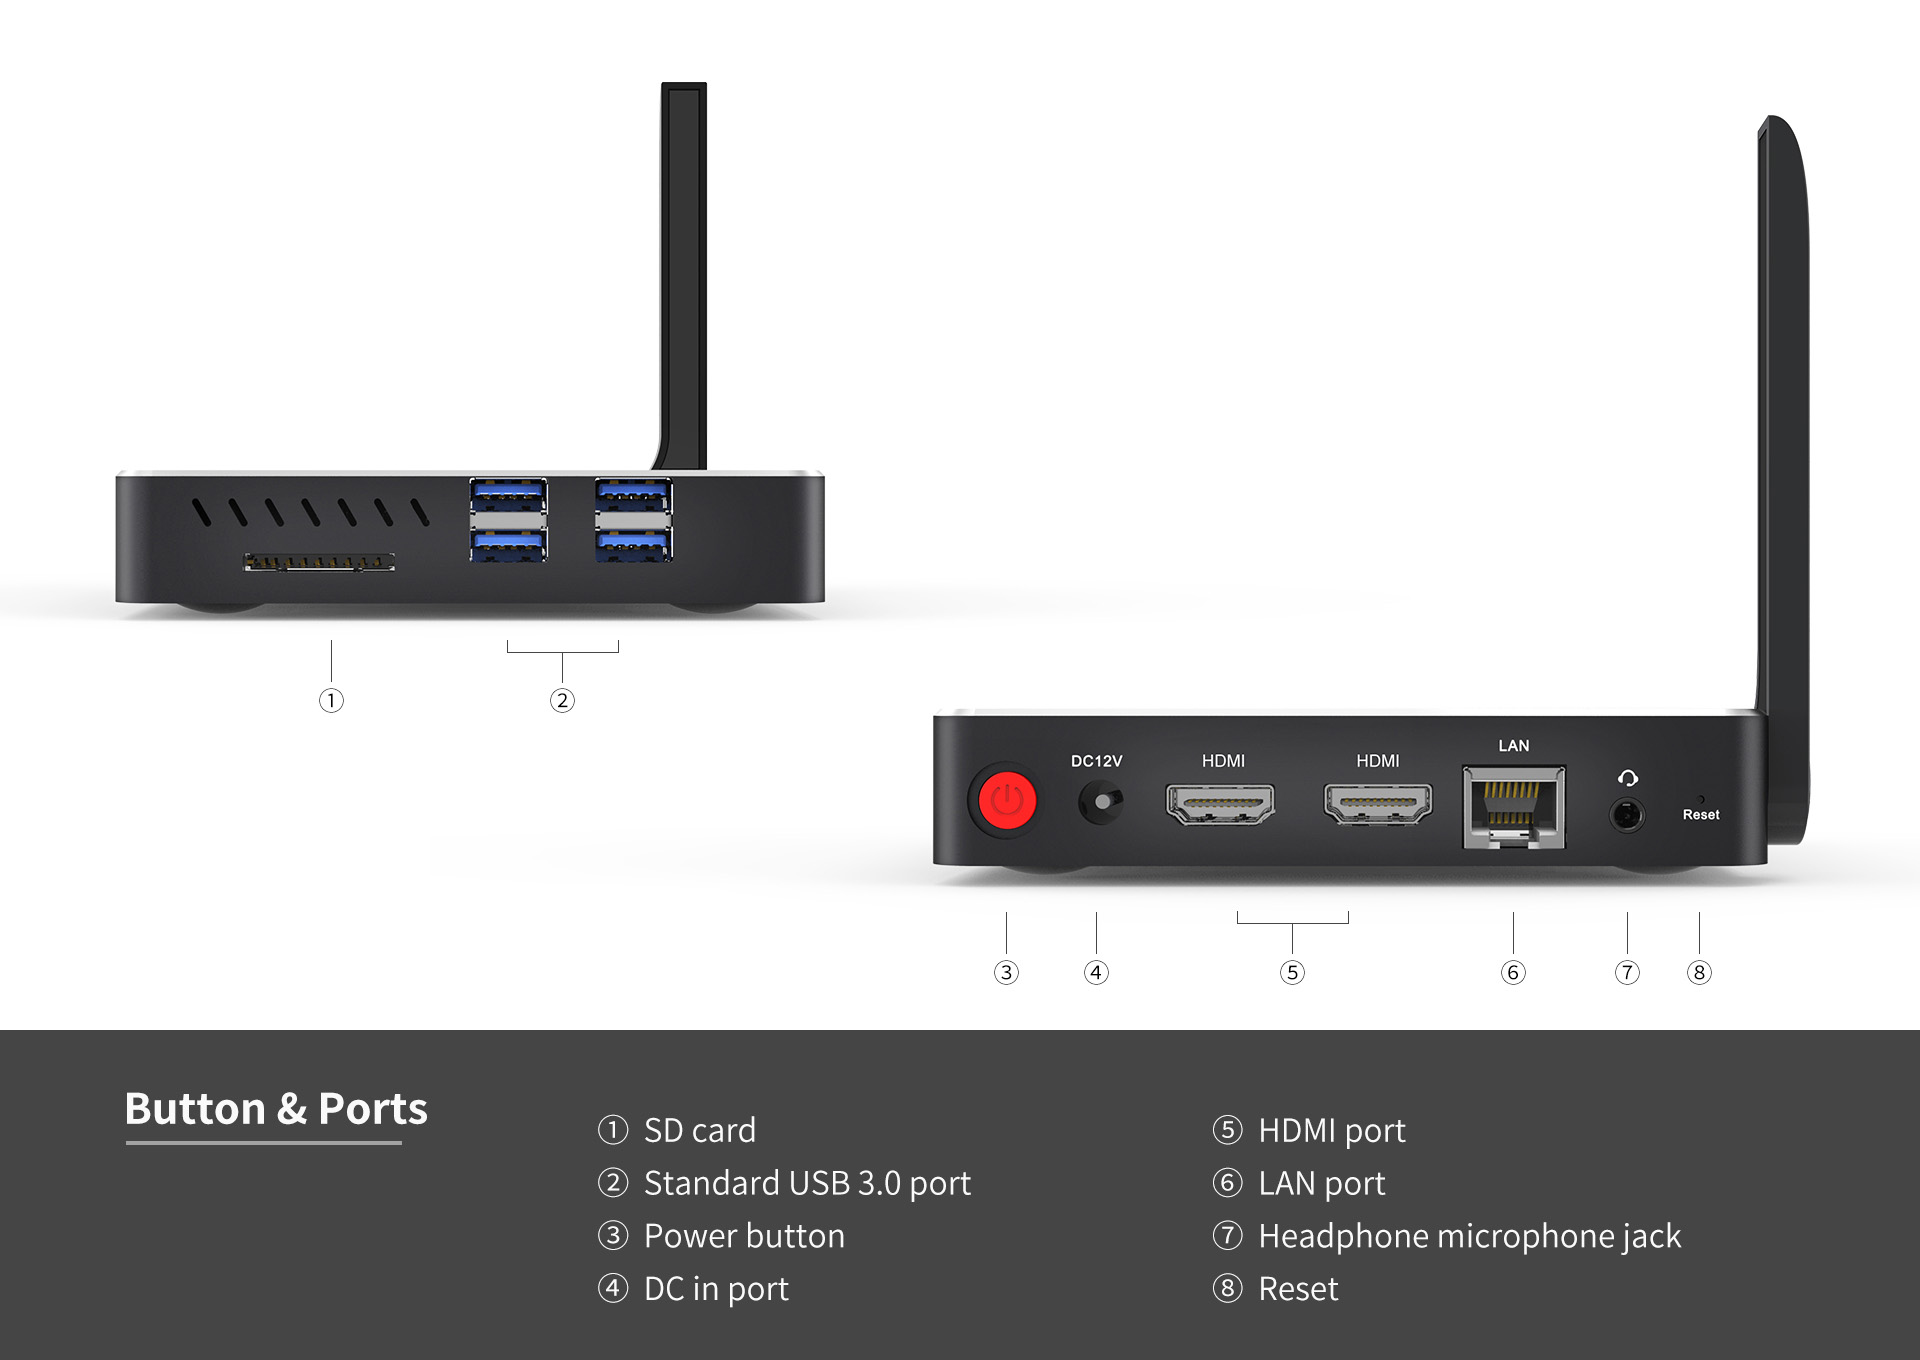 ①
②
DC12V
HDMI
HDMI
LAN
Reset
③
④
⑤
⑥
⑦
⑧
Button & Ports
① SD card
② Standard USB 3.0 port
③ Power button
④ DC in port
⑤ HDMI port
⑥ LAN port
⑦ Headphone microphone jack
⑧ Reset